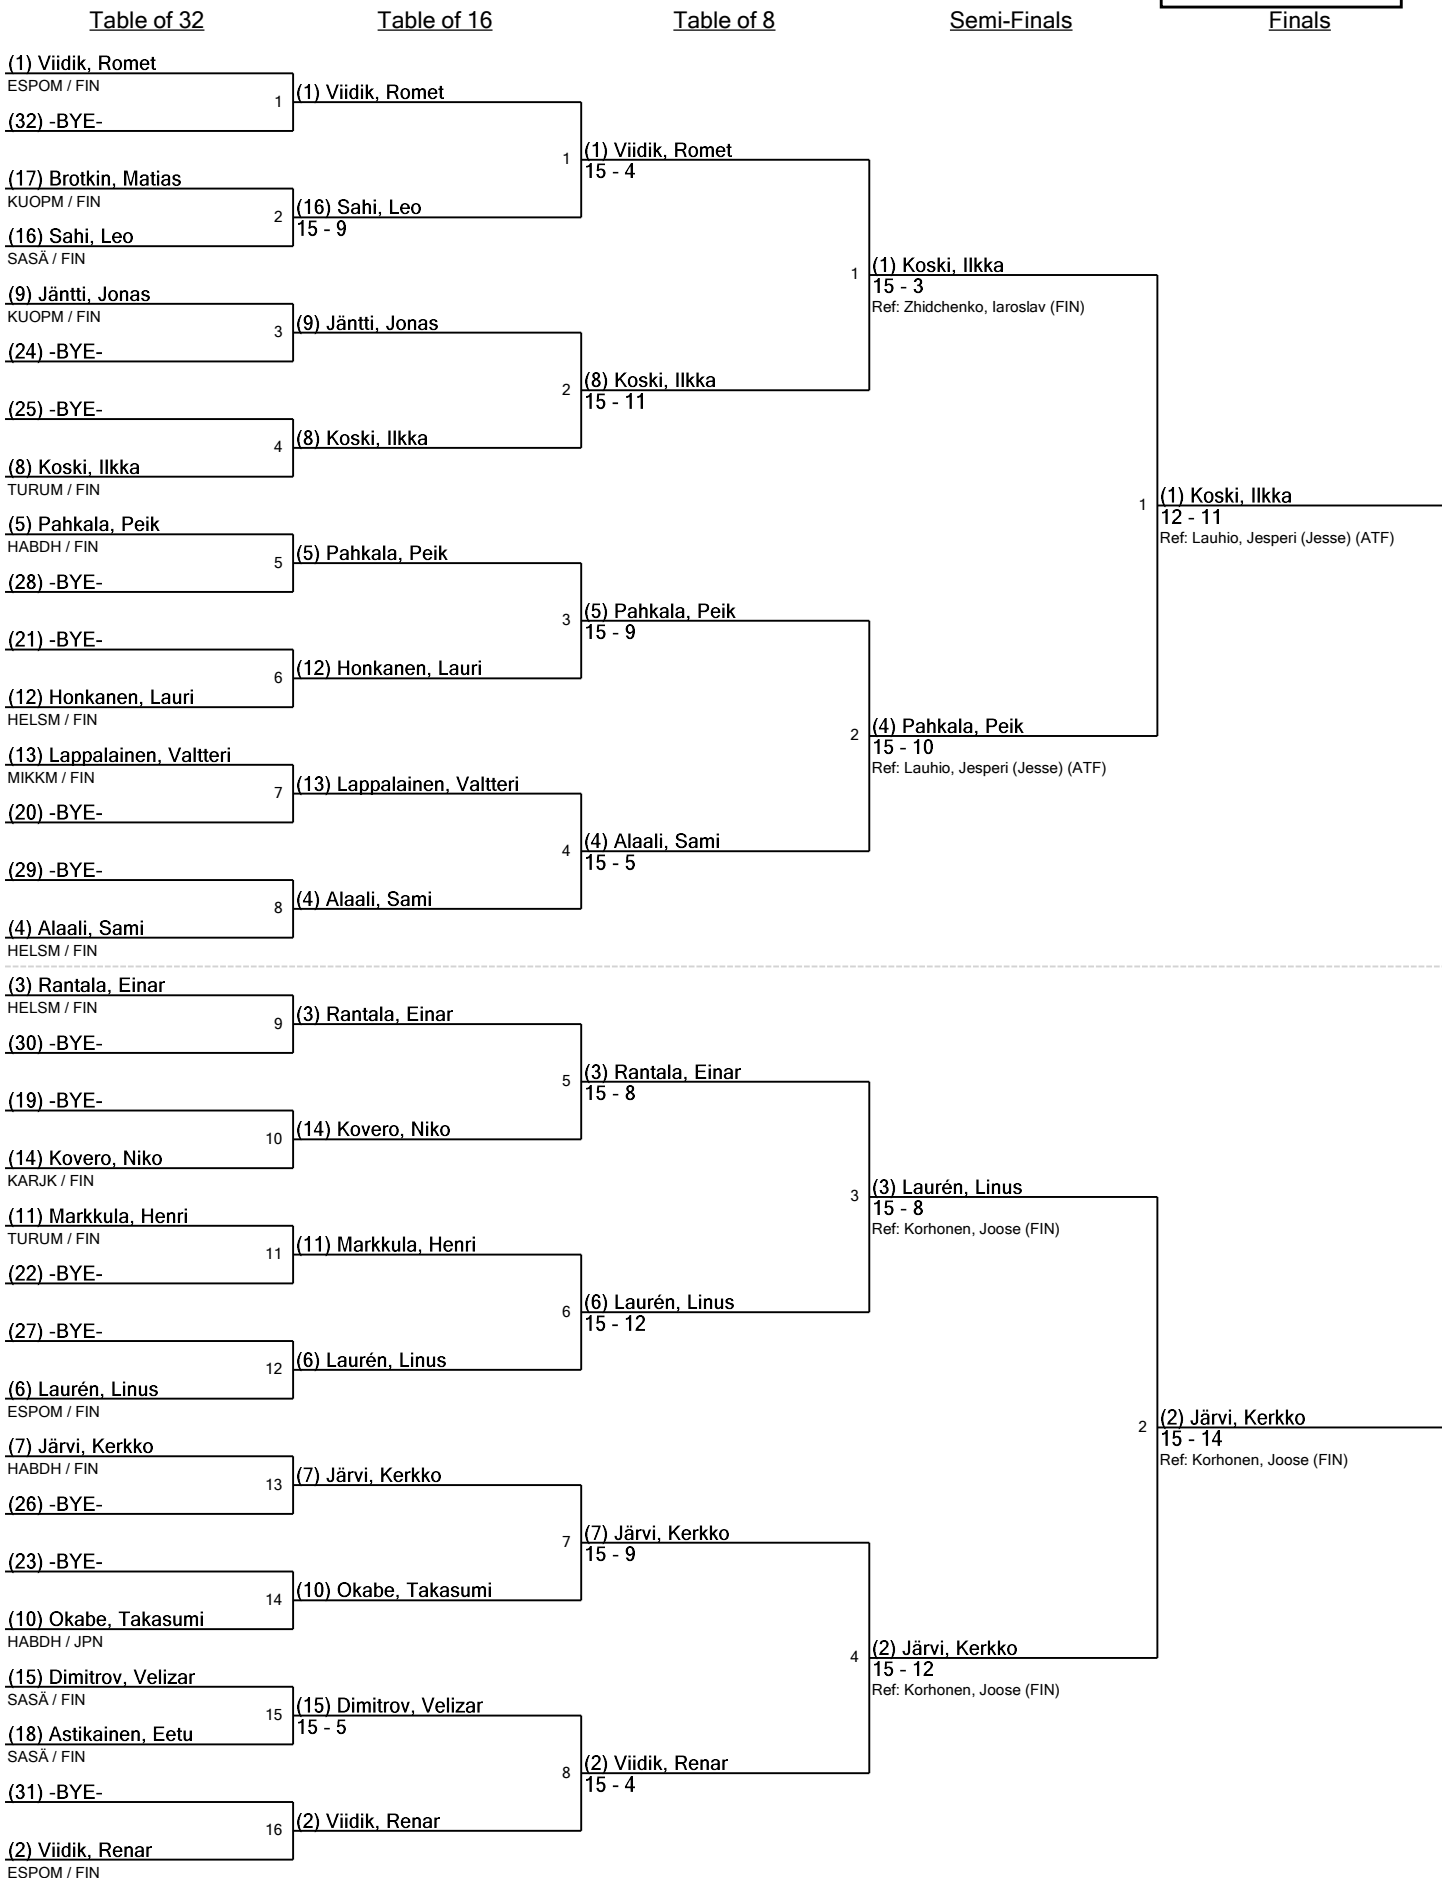 Table of 32
Table of 16
Table of 8
Semi-Finals
Finals
(1) Viidik, Romet
ESPOM / FIN
(32) -BYE-
(17) Brotkin, Matias
KUOPM / FIN
(16) Sahi, Leo
SASÄ / FIN
(9) Jäntti, Jonas
KUOPM / FIN
(24) -BYE-
(25) -BYE-
(8) Koski, Ilkka
TURUM / FIN
(5) Pahkala, Peik
HABDH / FIN
(28) -BYE-
(21) -BYE-
(12) Honkanen, Lauri
HELSM / FIN
(13) Lappalainen, Valtteri
MIKKM / FIN
(20) -BYE-
(29) -BYE-
(4) Alaali, Sami
HELSM / FIN
(3) Rantala, Einar
HELSM / FIN
(30) -BYE-
(19) -BYE-
(14) Kovero, Niko
KARJK / FIN
(11) Markkula, Henri
TURUM / FIN
(22) -BYE-
(27) -BYE-
(6) Laurén, Linus
ESPOM / FIN
(7) Järvi, Kerkko
HABDH / FIN
(26) -BYE-
(23) -BYE-
(10) Okabe, Takasumi
HABDH / JPN
(15) Dimitrov, Velizar
SASÄ / FIN
(18) Astikainen, Eetu
SASÄ / FIN
(31) -BYE-
(2) Viidik, Renar
ESPOM / FIN
1 (1) Viidik, Romet
2 (16) Sahi, Leo
15 - 9
3 (9) Jäntti, Jonas
4 (8) Koski, Ilkka
5 (5) Pahkala, Peik
6 (12) Honkanen, Lauri
7 (13) Lappalainen, Valtteri
8 (4) Alaali, Sami
9 (3) Rantala, Einar
10 (14) Kovero, Niko
11 (11) Markkula, Henri
12 (6) Laurén, Linus
13 (7) Järvi, Kerkko
14 (10) Okabe, Takasumi
15 (15) Dimitrov, Velizar
15 - 5
16 (2) Viidik, Renar
1 (1) Viidik, Romet
15 - 4
2 (8) Koski, Ilkka
15 - 11
3 (5) Pahkala, Peik
15 - 9
4 (4) Alaali, Sami
15 - 5
5 (3) Rantala, Einar
15 - 8
6 (6) Laurén, Linus
15 - 12
7 (7) Järvi, Kerkko
15 - 9
8 (2) Viidik, Renar
15 - 4
1 (1) Koski, Ilkka
15 - 3
Ref: Zhidchenko, Iaroslav (FIN)
2 (4) Pahkala, Peik
15 - 10
Ref: Lauhio, Jesperi (Jesse) (ATF)
3 (3) Laurén, Linus
15 - 8
Ref: Korhonen, Joose (FIN)
4 (2) Järvi, Kerkko
15 - 12
Ref: Korhonen, Joose (FIN)
1 (1) Koski, Ilkka
12 - 11
Ref: Lauhio, Jesperi (Jesse) (ATF)
2 (2) Järvi, Kerkko
15 - 14
Ref: Korhonen, Joose (FIN)